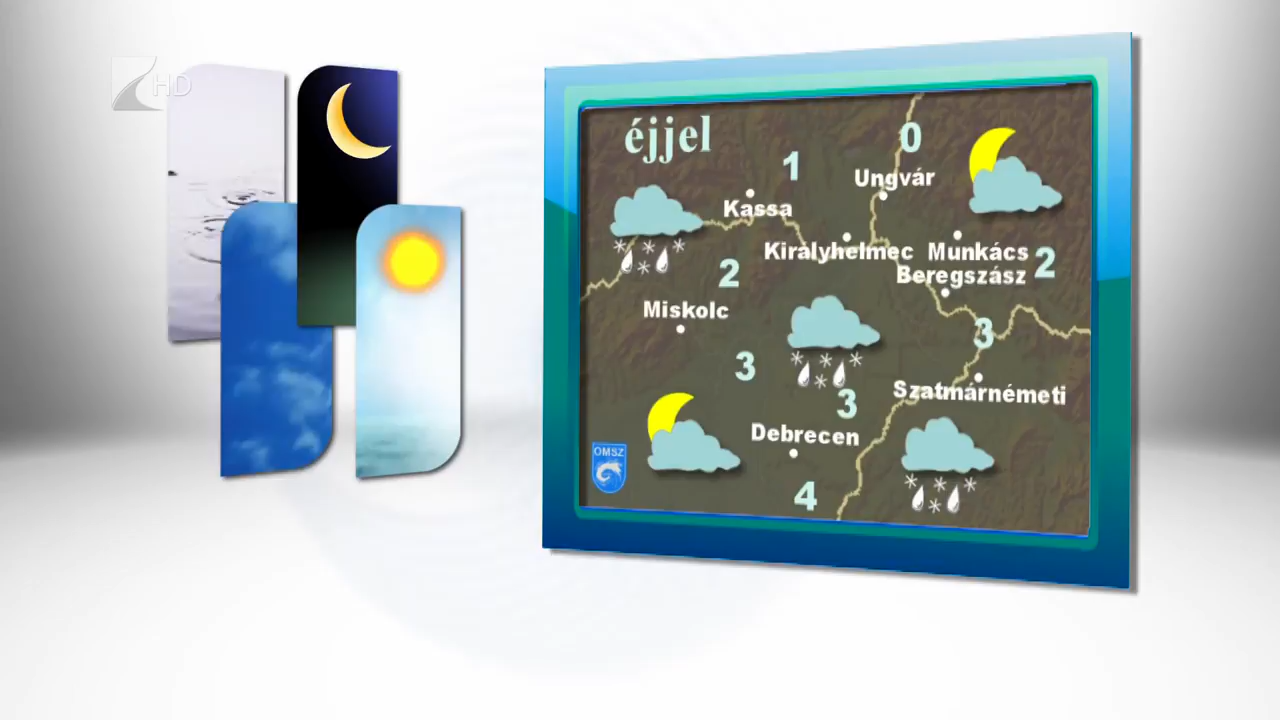 HD
éjjel
0
1
Ungvár
Kassa
Királyhelmec
Munkács
2
Beregszász
2
Miskolc
3
3
3
Szatmárnémeti
Debrecen
OMSZ
4